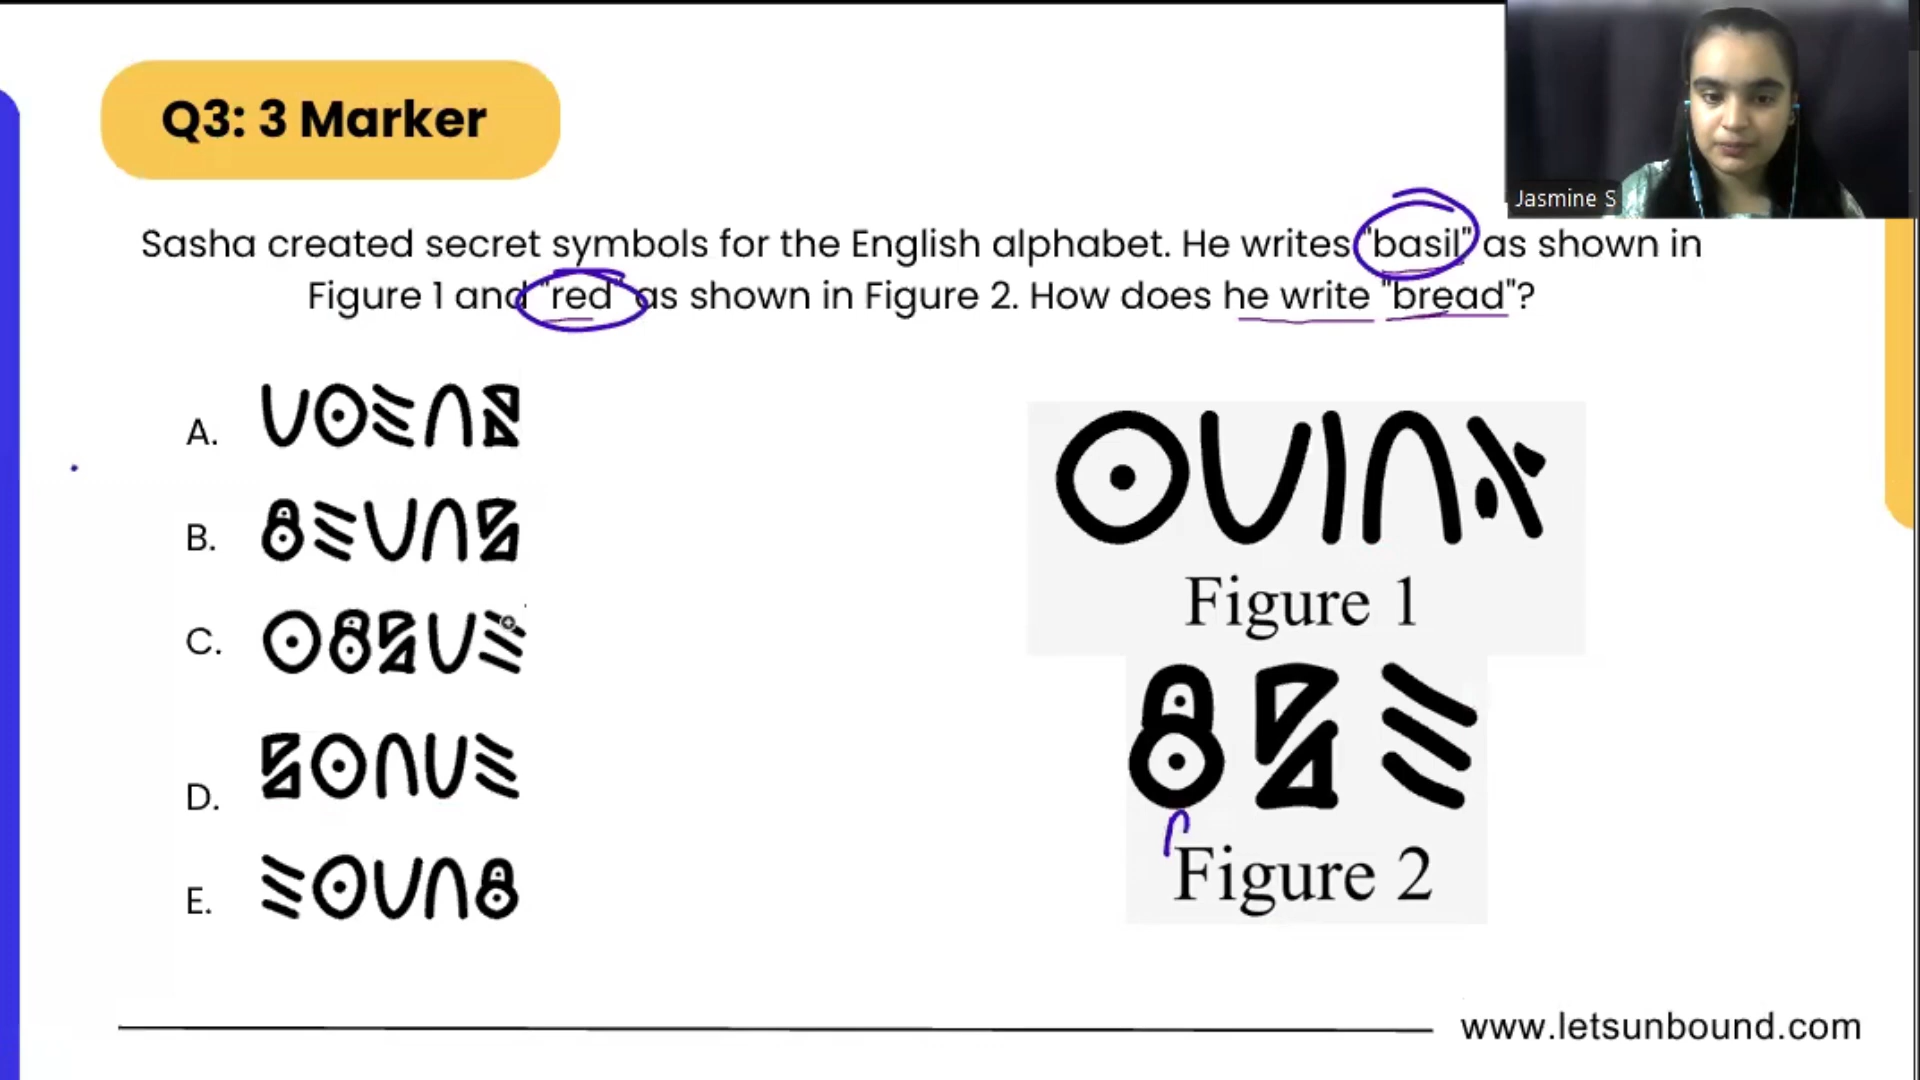 Q3: 3 Marker
Jasmine S
Sasha created secret symbols for the English alphabet. He writes "basil" as shown in
Figure 1 and "red" as shown in Figure 2. How does he write "bread"?
A.
B.
C.
D.
E.
Figure 1
r
Figure 2
www.letsunbound.com